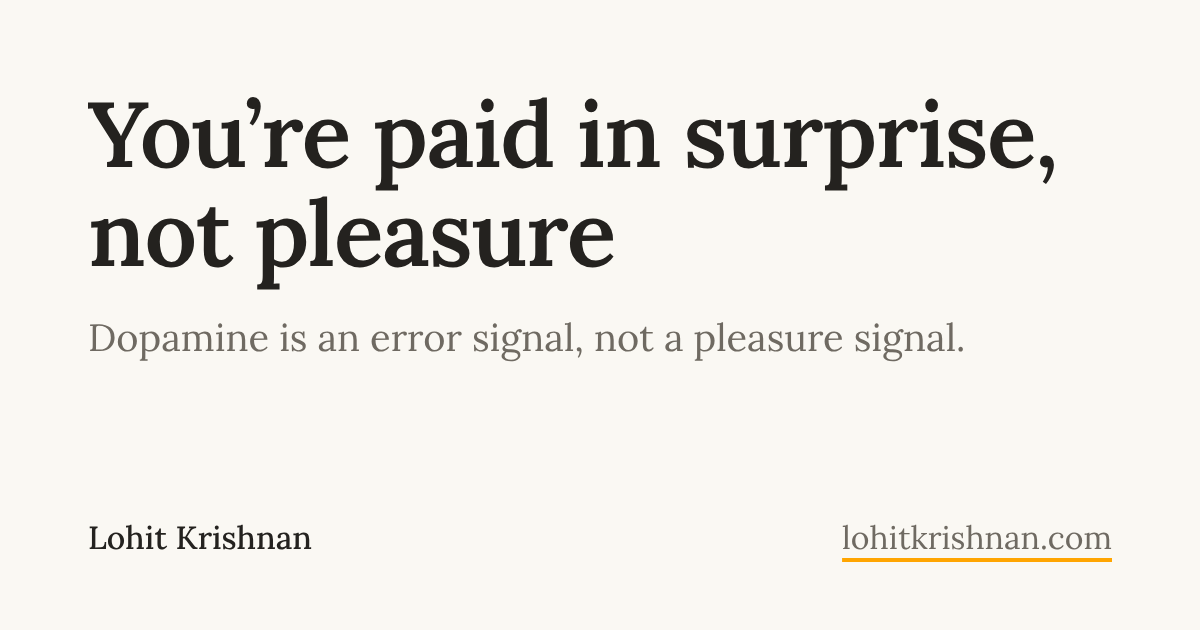 You’re paid in surprise,
not pleasure
Dopamine is an error signal, not a pleasure signal.
Lohit Krishnan
lohitkrishnan.com